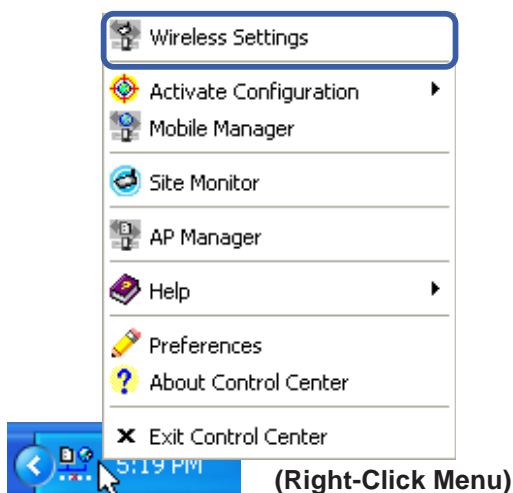 Wireless Settings
Activate Configuration
Mobile Manager
Site Monitor
AP Manager
Help
Preferences
About Control Center
Exit Control Center
5:19 PM
(Right-Click Menu)